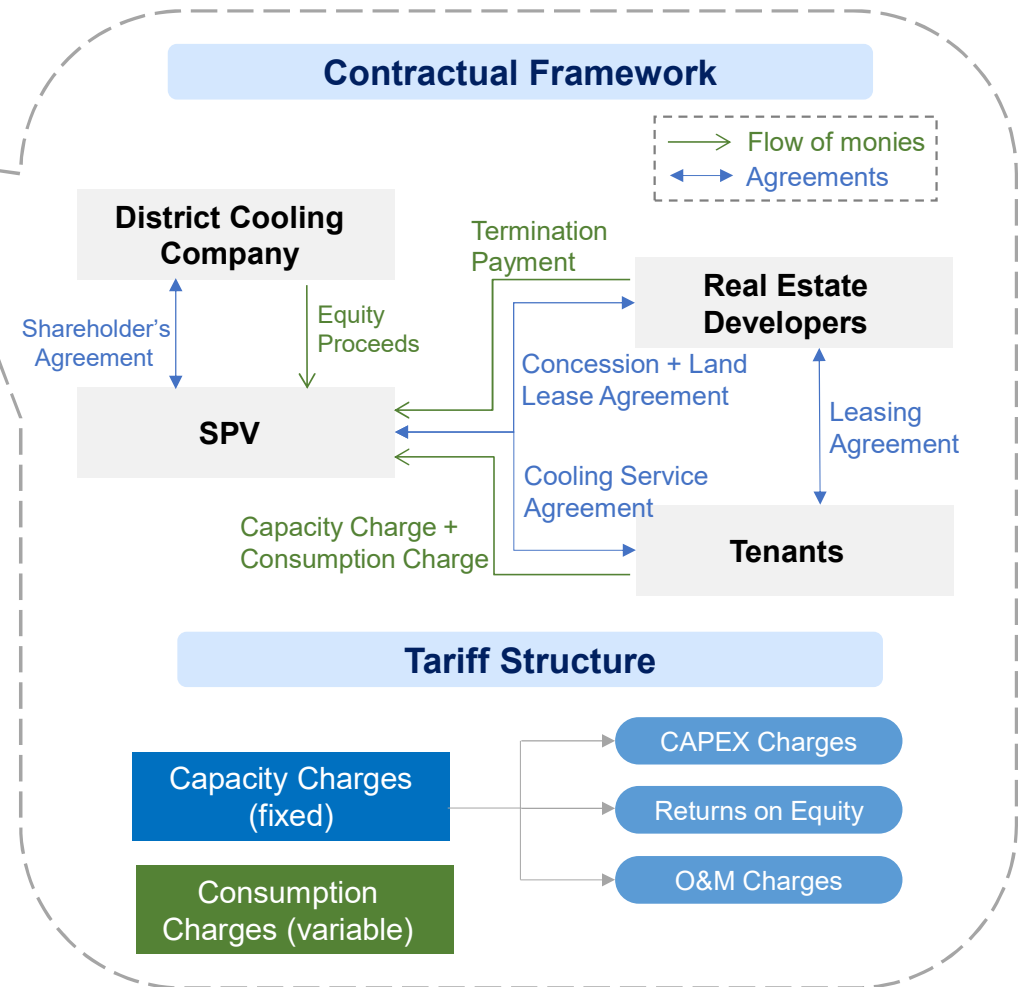 Contractual Framework
Flow of monies
Agreements
District Cooling
Company
Termination
Payment
Real Estate
Developers
Shareholder’s
Agreement
Equity
Proceeds
Concession + Land
Lease Agreement
Leasing
Agreement
SPV
Cooling Service
Agreement
Capacity Charge +
Consumption Charge
Tenants
Tariff Structure
Capacity Charges
(fixed)
CAPEX Charges
Returns on Equity
O&M Charges
Consumption
Charges (variable)